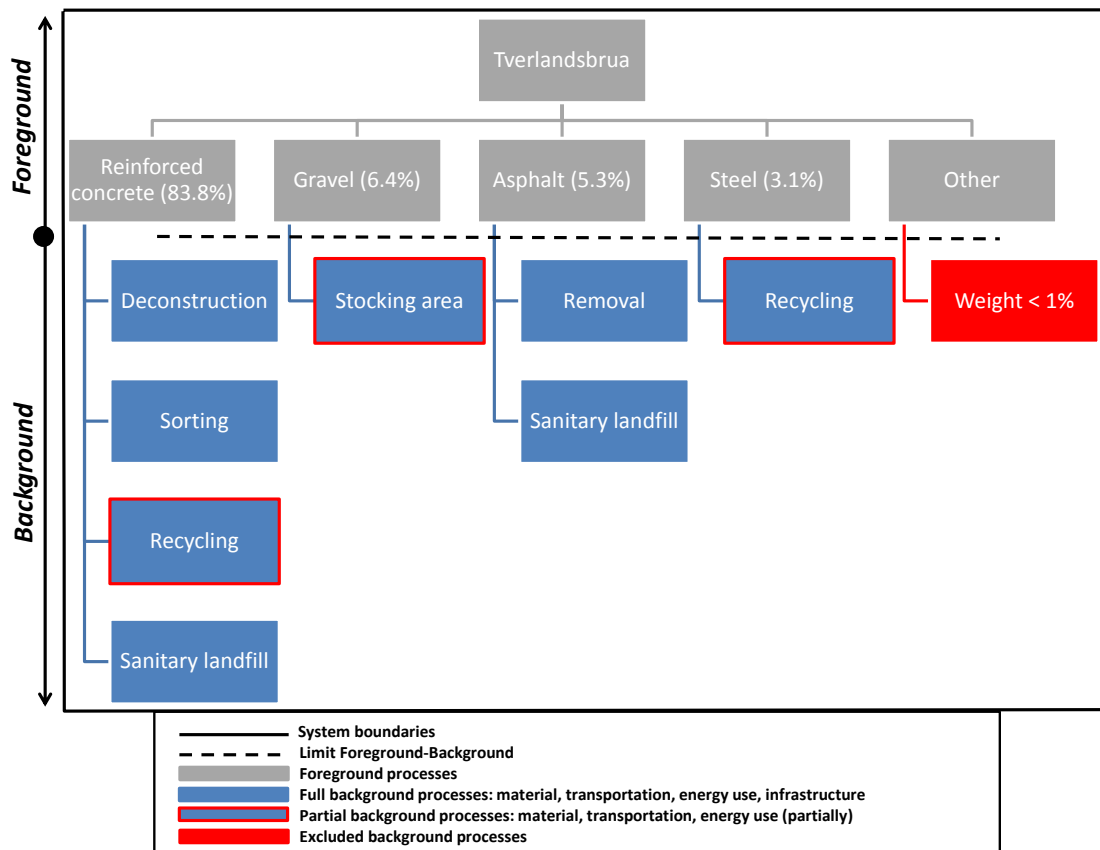 Foreground
Background
Tverlandsbrua
Reinforced
concrete (83.8%)
Gravel (6.4%)
Asphalt (5.3%)
Steel (3.1%)
Other
Deconstruction
Stocking area
Removal
Recycling
Weight < 1%
Sorting
Sanitary landfill
Recycling
Sanitary landfill
System boundaries
Limit Foreground-Background
Foreground processes
Full background processes: material, transportation, energy use, infrastructure
Partial background processes: material, transportation, energy use (partially)
Excluded background processes